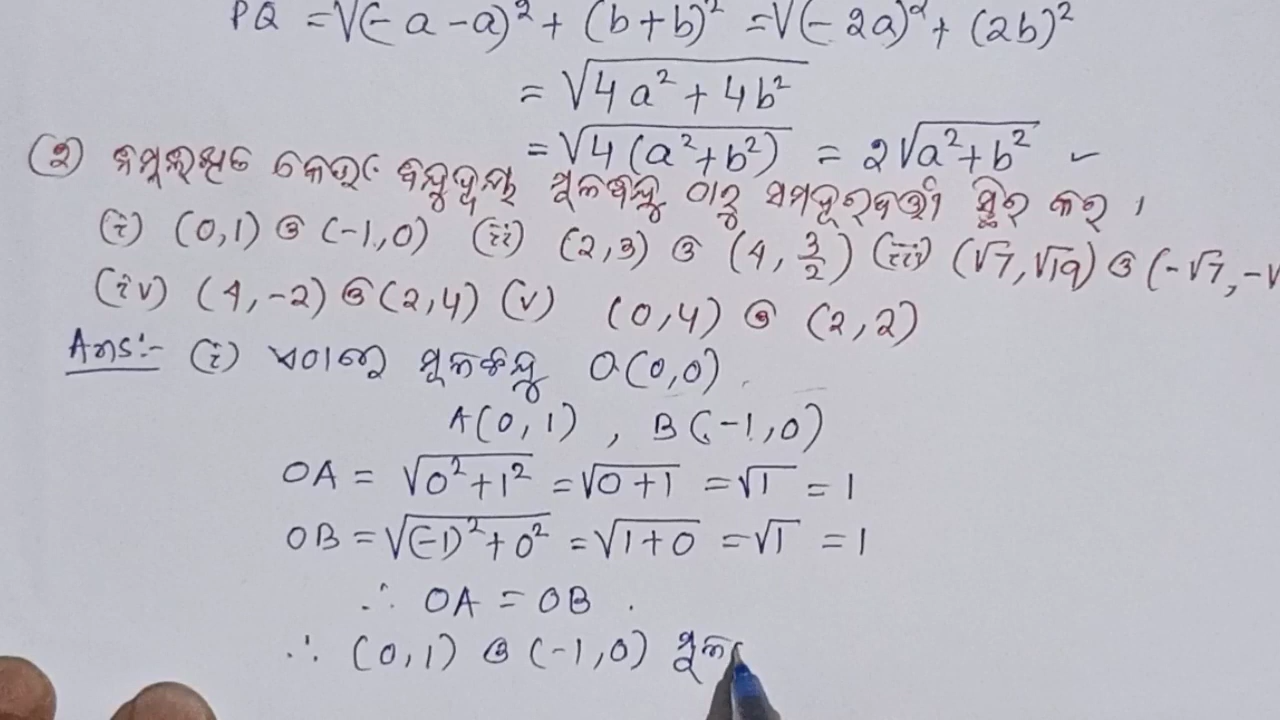 PQ = √(-a-a)² + (b+b)² = √(-2a)² + (2b)²
= √4a² + 4b²
= √4(a²+b²) = 2√a²+b² ✓
(୨) ନିମ୍ନଲିଖିତ କେଉଁ ବିନ୍ଦୁଦ୍ୱୟ ମୂଳବିନ୍ଦୁ ଠାରୁ ସମଦୂରବର୍ତ୍ତୀ ସ୍ଥିର କର ।
(i) (0,1) ଓ (-1,0) (ii) (2,3) ଓ (4, 3/2) (iii) (√7,√19) ଓ (-√7,-√
(iv) (4,-2) ଓ (2,4) (v) (0,4) ଓ (2,2)
Ans:- (i) ଏଠାରେ ମୂଳବିନ୍ଦୁ O(0,0)
A(0,1) , B(-1,0)
OA = √0²+1² = √0+1 = √1 = 1
OB = √(-1)²+0² = √1+0 = √1 = 1
∴ OA = OB .
∴ (0,1) ଓ (-1,0) ମୂଳ